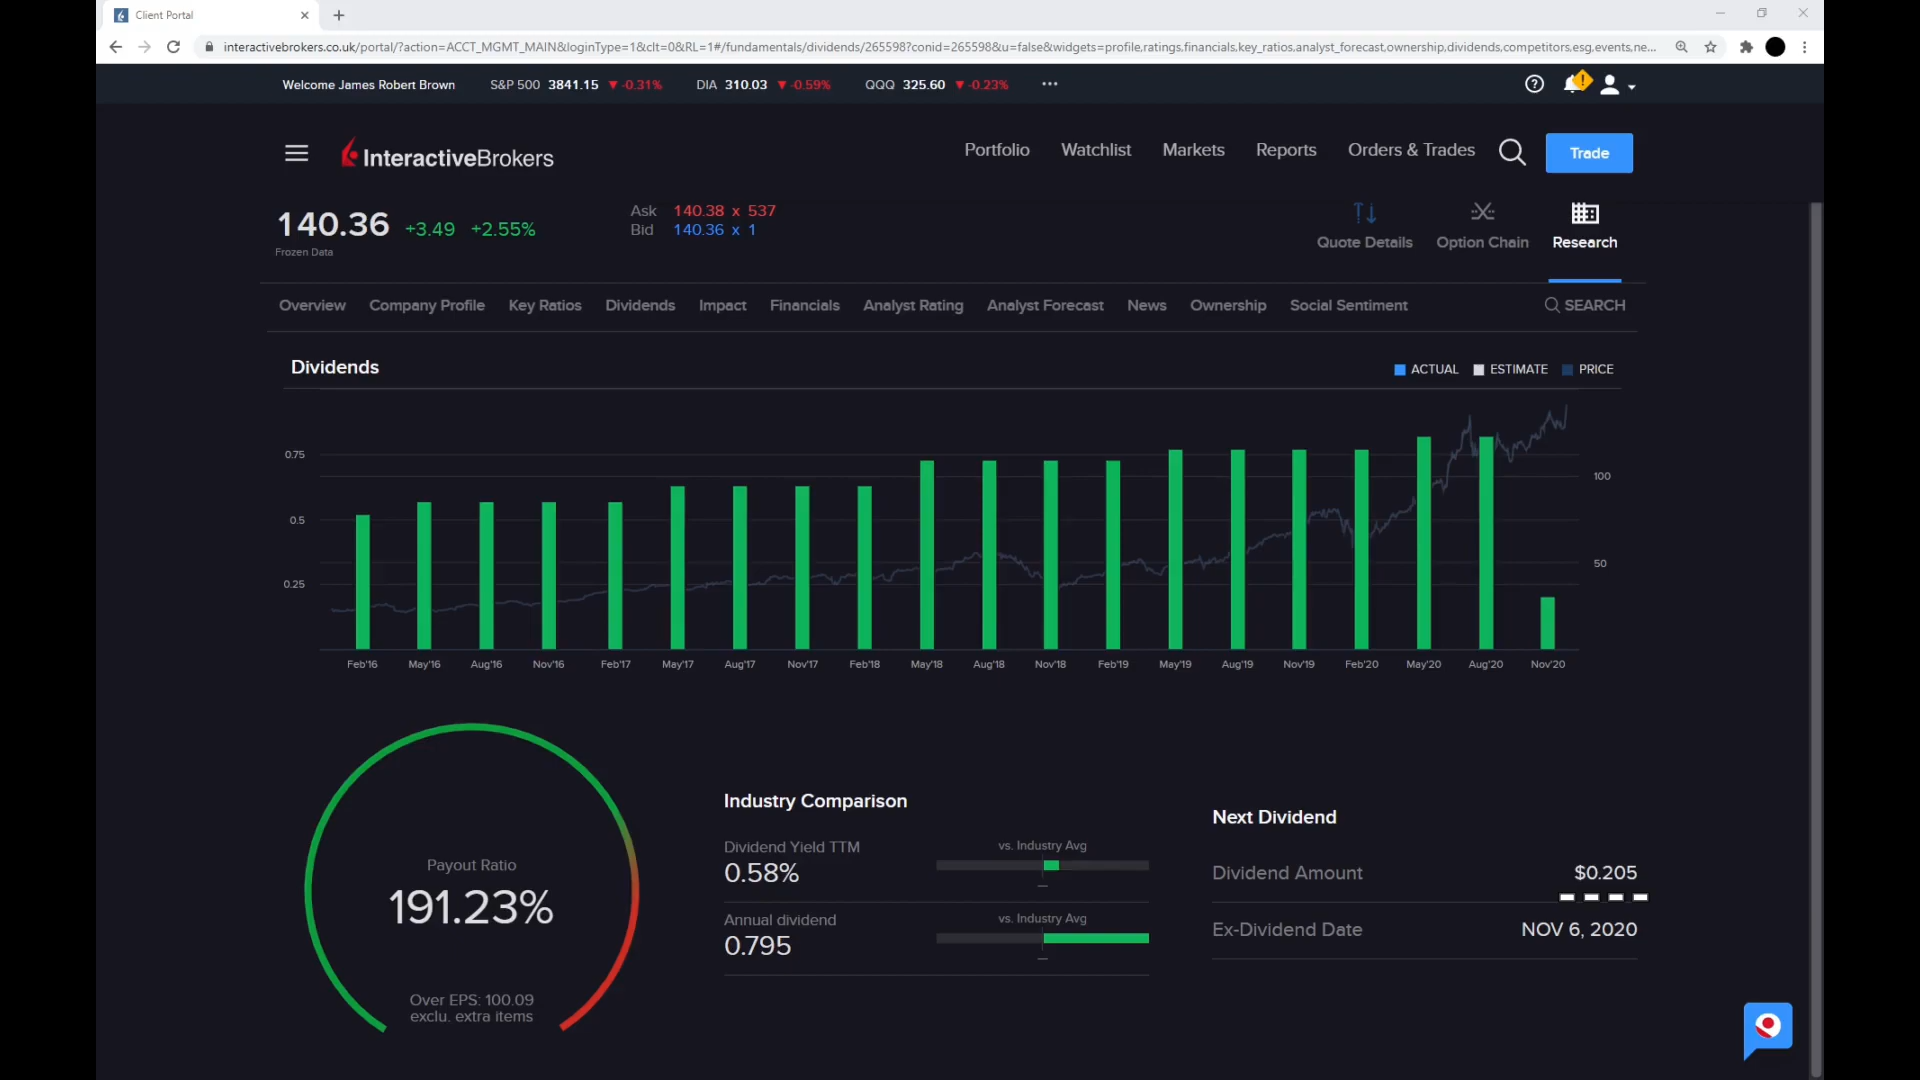 Client Portal
interactivebrokers.co.uk/portal/?action=ACCT_MGMT_MAIN&loginType=1&clt=0&RL=1#/fundamentals/dividends/265598?conid=265598&u=false&widgets=profile,ratings,financials,key_ratios,analyst_forecast,ownership,dividends,competitors,esg,events,ne...
Welcome James Robert Brown S&P 500 3841.15 ▼ -0.31% DIA 310.03 ▼ -0.59% QQQ 325.60 ▼ -0.23% •••
InteractiveBrokers Portfolio Watchlist Markets Reports Orders & Trades Trade
140.36 +3.49 +2.55%
Frozen Data
Ask 140.38 x 537
Bid 140.36 x 1
Quote Details Option Chain Research
Overview Company Profile Key Ratios Dividends Impact Financials Analyst Rating Analyst Forecast News Ownership Social Sentiment SEARCH
Dividends
ACTUAL ESTIMATE PRICE
0.75
0.5
0.25
100
50
Feb'16 May'16 Aug'16 Nov'16 Feb'17 May'17 Aug'17 Nov'17 Feb'18 May'18 Aug'18 Nov'18 Feb'19 May'19 Aug'19 Nov'19 Feb'20 May'20 Aug'20 Nov'20
Payout Ratio
191.23%
Over EPS: 100.09
exclu. extra items
Industry Comparison
Dividend Yield TTM vs. Industry Avg
0.58%
Annual dividend vs. Industry Avg
0.795
Next Dividend
Dividend Amount $0.205
Ex-Dividend Date NOV 6, 2020